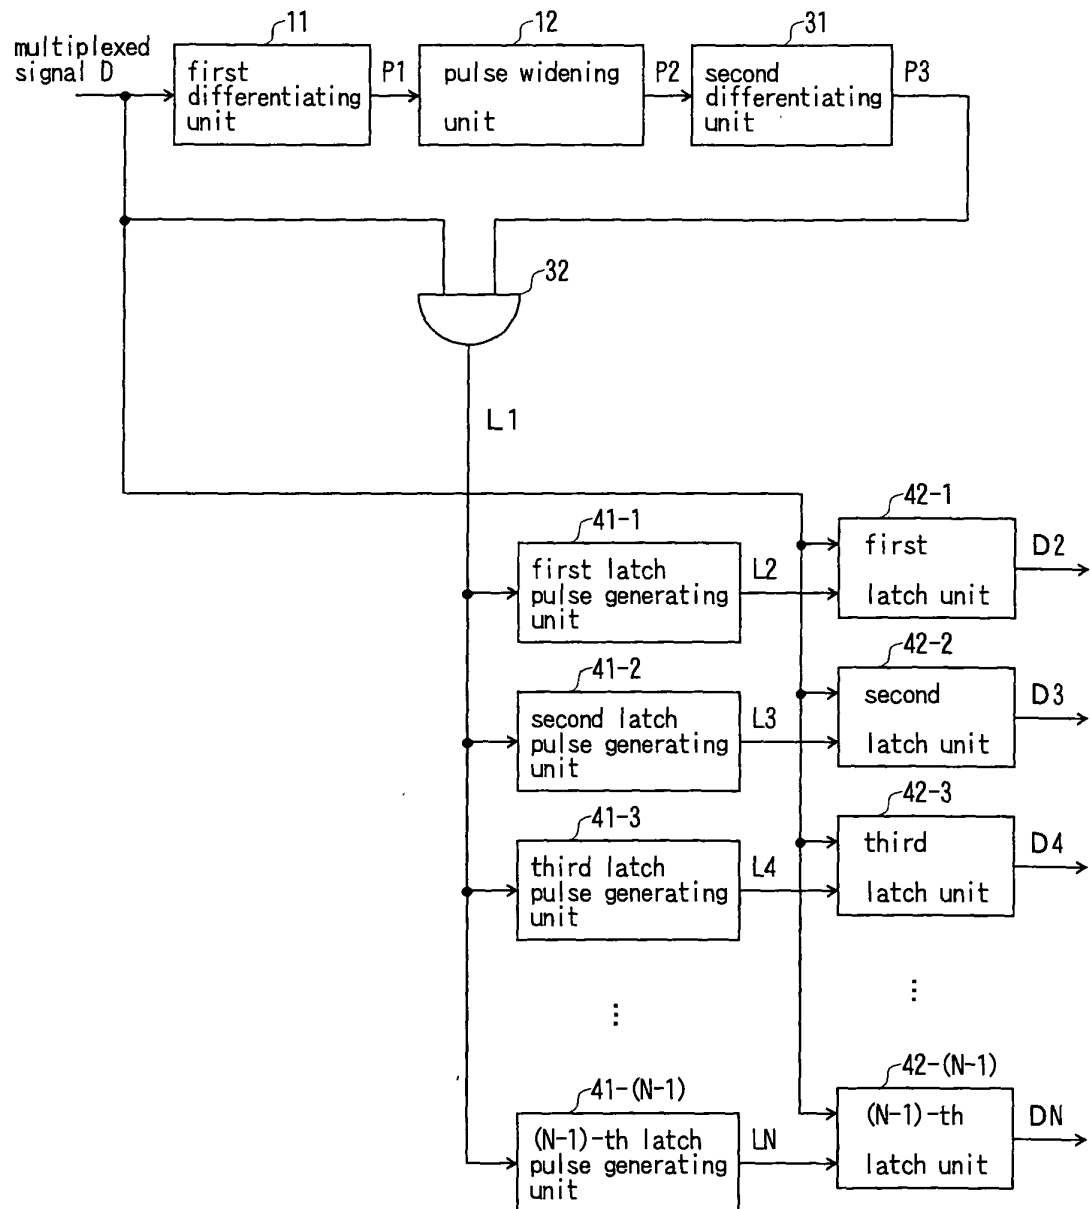 11
12
31
multiplexed
signal D
first
differentiating
unit
P1
pulse widening
unit
P2
second
differentiating
unit
P3
32
L1
42-1
first
latch unit
D2
41-1
first latch
pulse generating
unit
L2
42-2
second
latch unit
D3
41-2
second latch
pulse generating
unit
L3
42-3
third
latch unit
D4
41-3
third latch
pulse generating
unit
L4
⋮
⋮
42-(N-1)
(N-1)-th
latch unit
DN
41-(N-1)
(N-1)-th latch
pulse generating
unit
LN